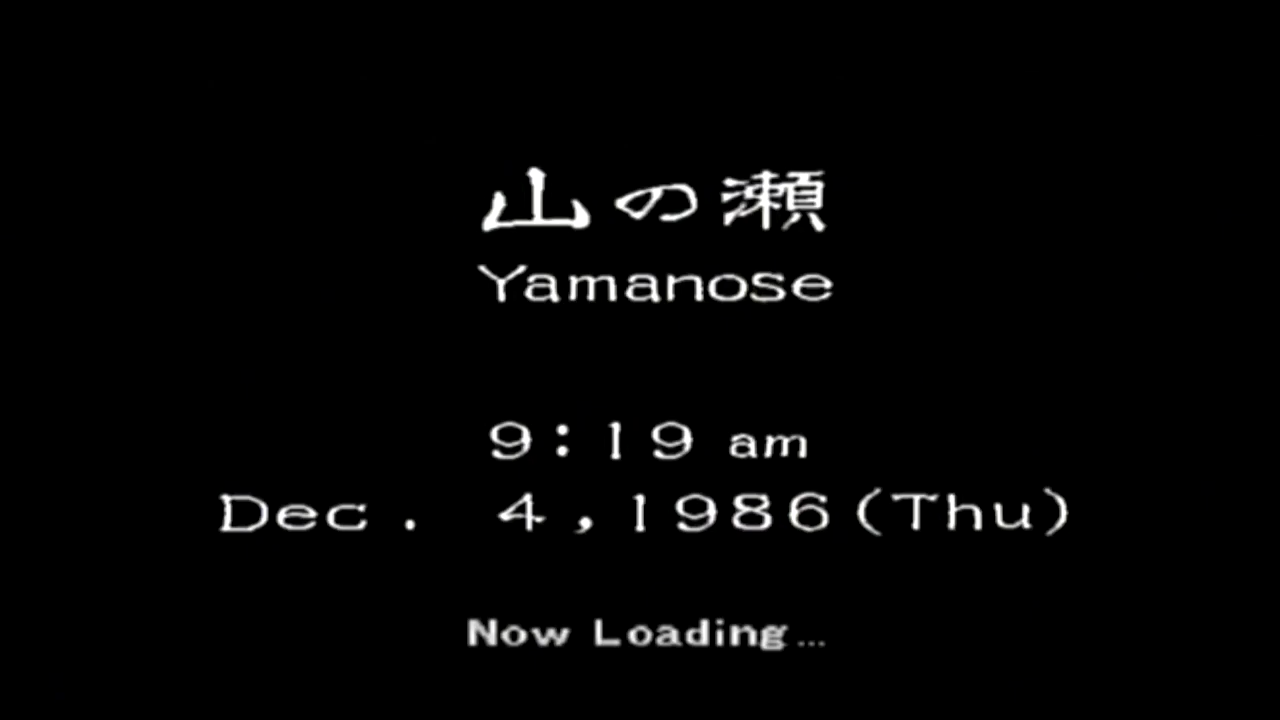 山の瀬
Yamanose
9:19 am
Dec. 4,1986(Thu)
Now Loading...